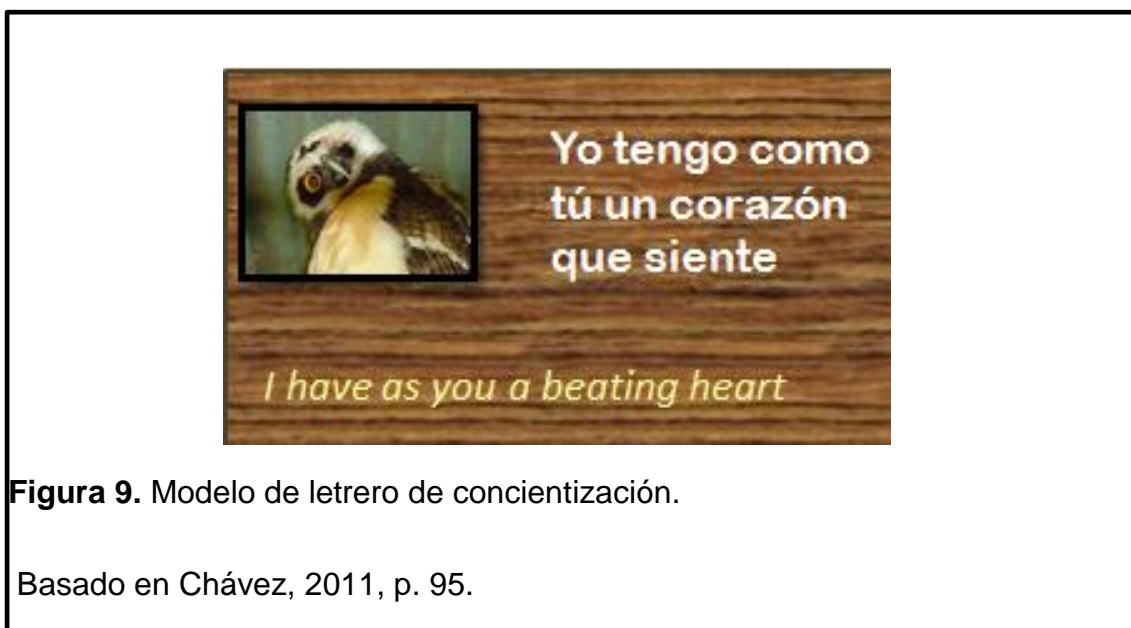 Yo tengo como
tú un corazón
que siente
I have as you a beating heart
Figura 9. Modelo de letrero de concientización.
Basado en Chávez, 2011, p. 95.